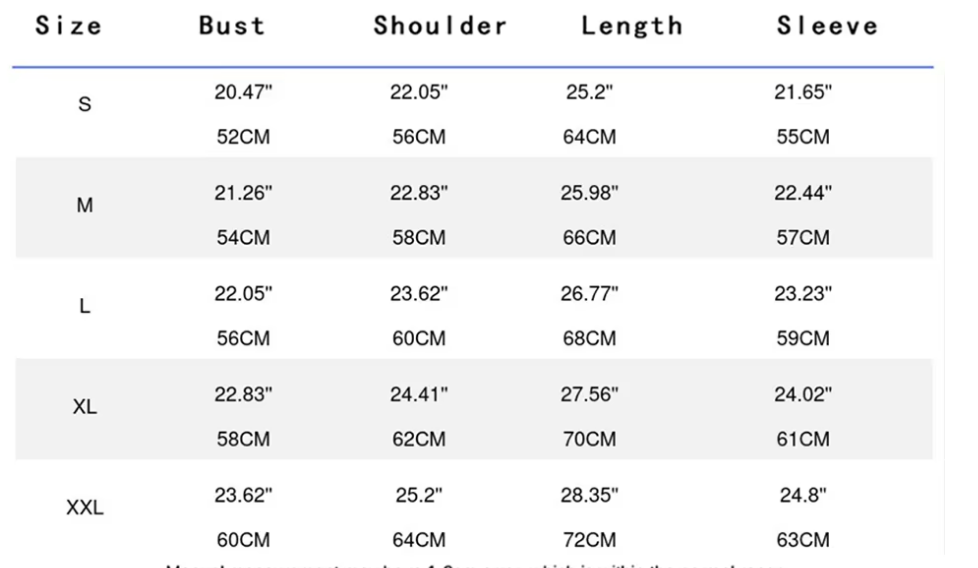 Size Bust Shoulder Length Sleeve
S 20.47" 22.05" 25.2" 21.65"
52CM 56CM 64CM 55CM
M 21.26" 22.83" 25.98" 22.44"
54CM 58CM 66CM 57CM
L 22.05" 23.62" 26.77" 23.23"
56CM 60CM 68CM 59CM
XL 22.83" 24.41" 27.56" 24.02"
58CM 62CM 70CM 61CM
XXL 23.62" 25.2" 28.35" 24.8"
60CM 64CM 72CM 63CM